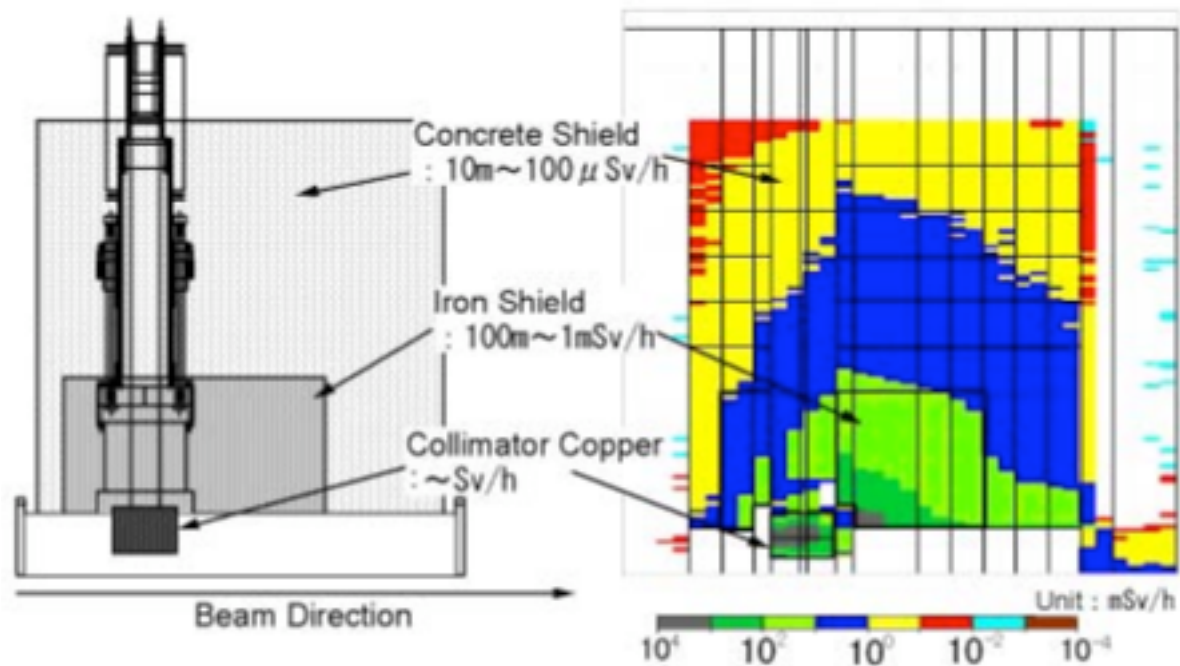 Concrete Shield
: 10m～100μSv/h
Iron Shield
: 100m～1mSv/h
Collimator Copper
: ～Sv/h
Beam Direction
Unit : mSv/h
10⁴ 10² 10⁰ 10⁻² 10⁻⁴